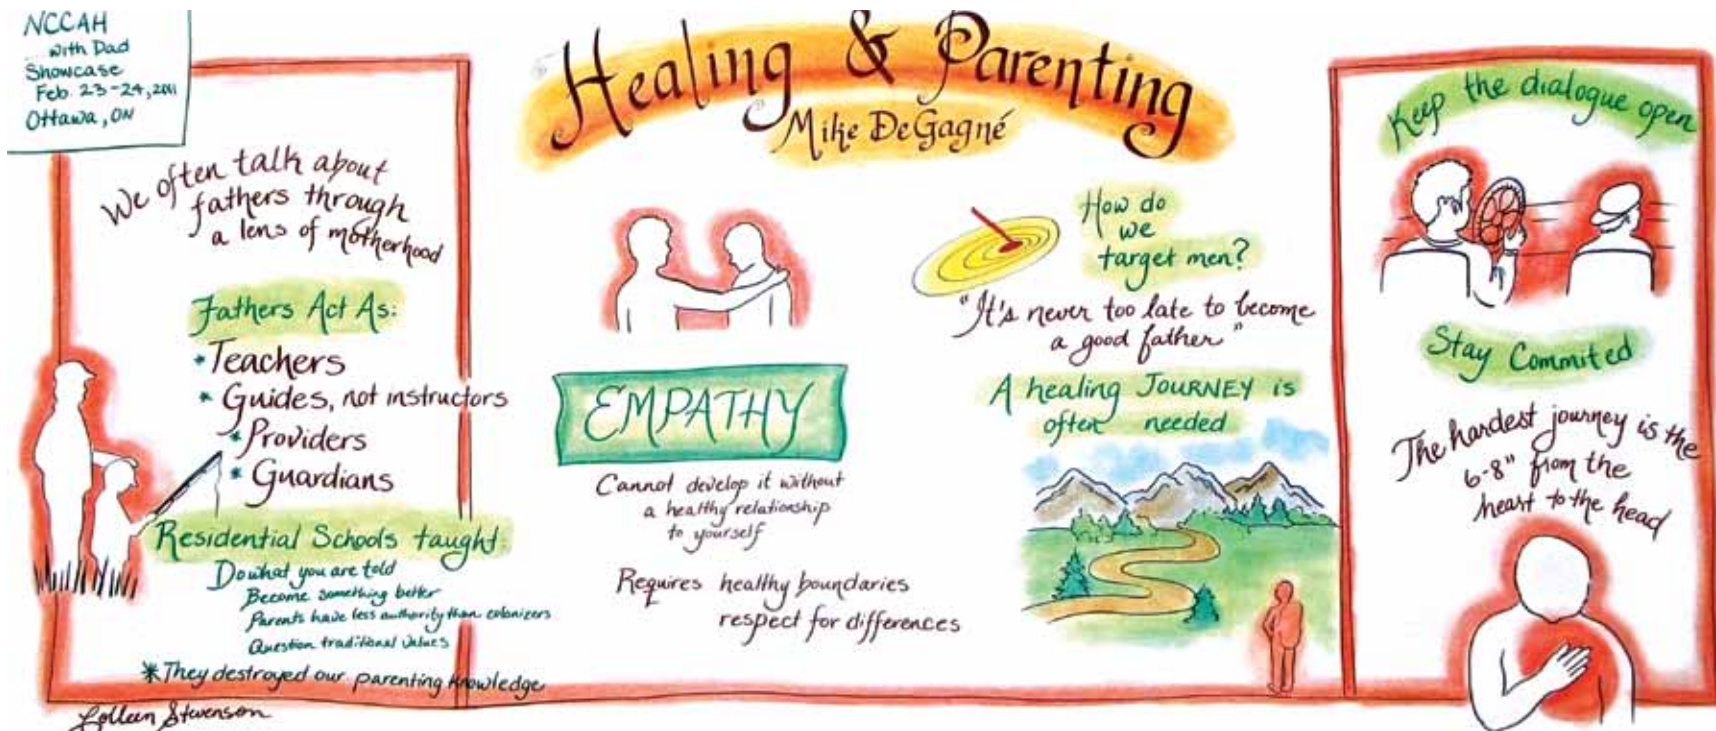 NCCAH
... with Dad
Showcase
Feb. 23-24, 2011
Ottawa, ON
Healing & Parenting
Mike DeGagné
We often talk about
fathers through
a lens of motherhood
Fathers Act As:
* Teachers
* Guides, not instructors
* Providers
* Guardians
Residential Schools taught:
Do what you are told
Become something better
Parents have less authority than colonizers
Question traditional values
* They destroyed our parenting knowledge
EMPATHY
Cannot develop it without
a healthy relationship
to yourself
Requires healthy boundaries
respect for differences
How do
we
target men?
"It's never too late to become
a good father"
A healing JOURNEY is
often needed
Keep the dialogue open
Stay Commited
The hardest journey is the
6-8" from the
heart to the head
Colleen Stevenson